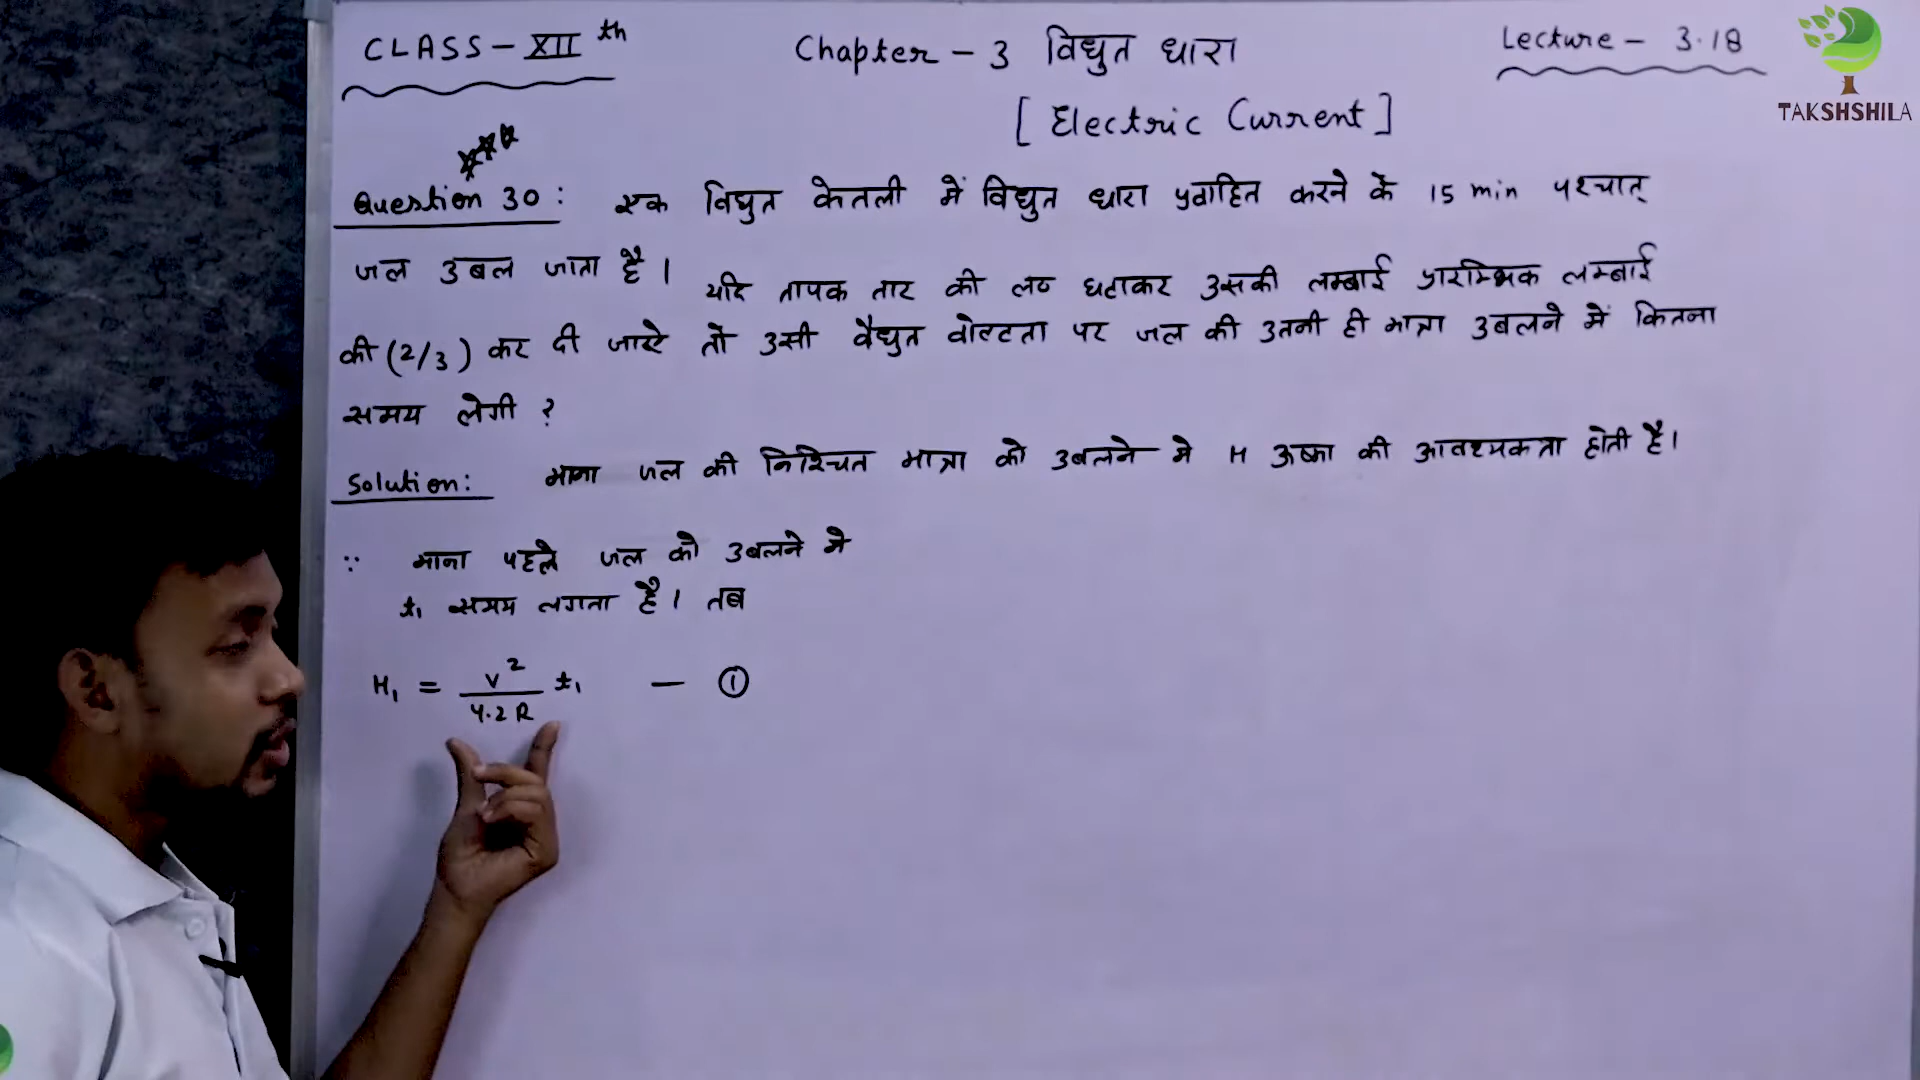 CLASS - XII th
Chapter - 3 विद्युत धारा
Lecture - 3.18
TAKSHSHILA
[ Electric Current ]
Question 30 : एक विद्युत केतली में विद्युत धारा प्रवाहित करने के 15 min पश्चात्
जल उबल जाता है। यदि तापक तार की लo घटाकर उसकी लम्बाई प्रारम्भिक लम्बाई
की (2/3) कर दी जाये तो उसी वैद्युत वोल्टता पर जल की उतनी ही मात्रा उबलने में कितना
समय लेगी ?
Solution: माना जल की निश्चित मात्रा को उबलने मे H ऊष्मा की आवश्यकता होती है।
∵ माना पहले जल को उबलने मे
t₁ समय लगता है। तब
H₁ = V² / 4.2 R t₁ — ①